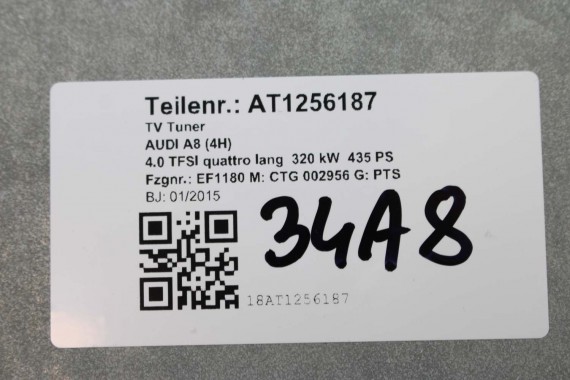 Teilenr.: AT1256187
TV Tuner
AUDI A8 (4H)
4.0 TFSI quattro lang 320 kW 435 PS
Fzgnr.: EF1180 M: CTG 002956 G: PTS
BJ: 01/2015
34A8
18AT1256187